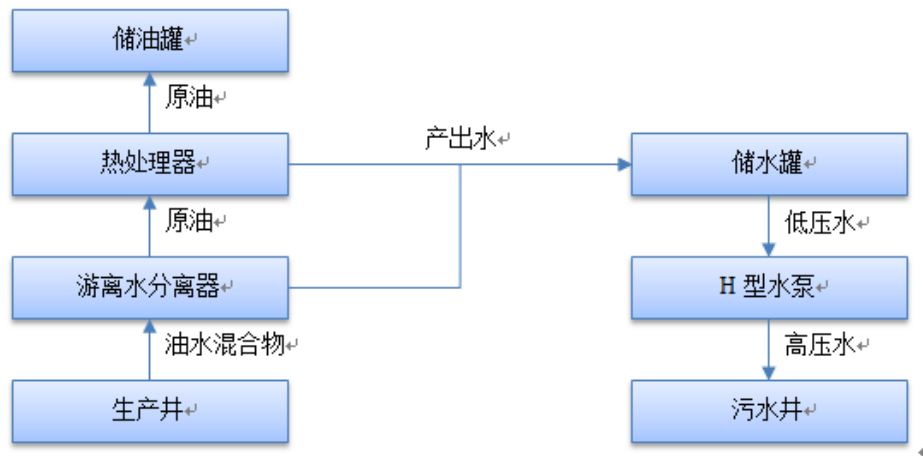 储油罐
原油
热处理器
产出水
储水罐
原油
低压水
游离水分离器
H 型水泵
油水混合物
高压水
生产井
污水井